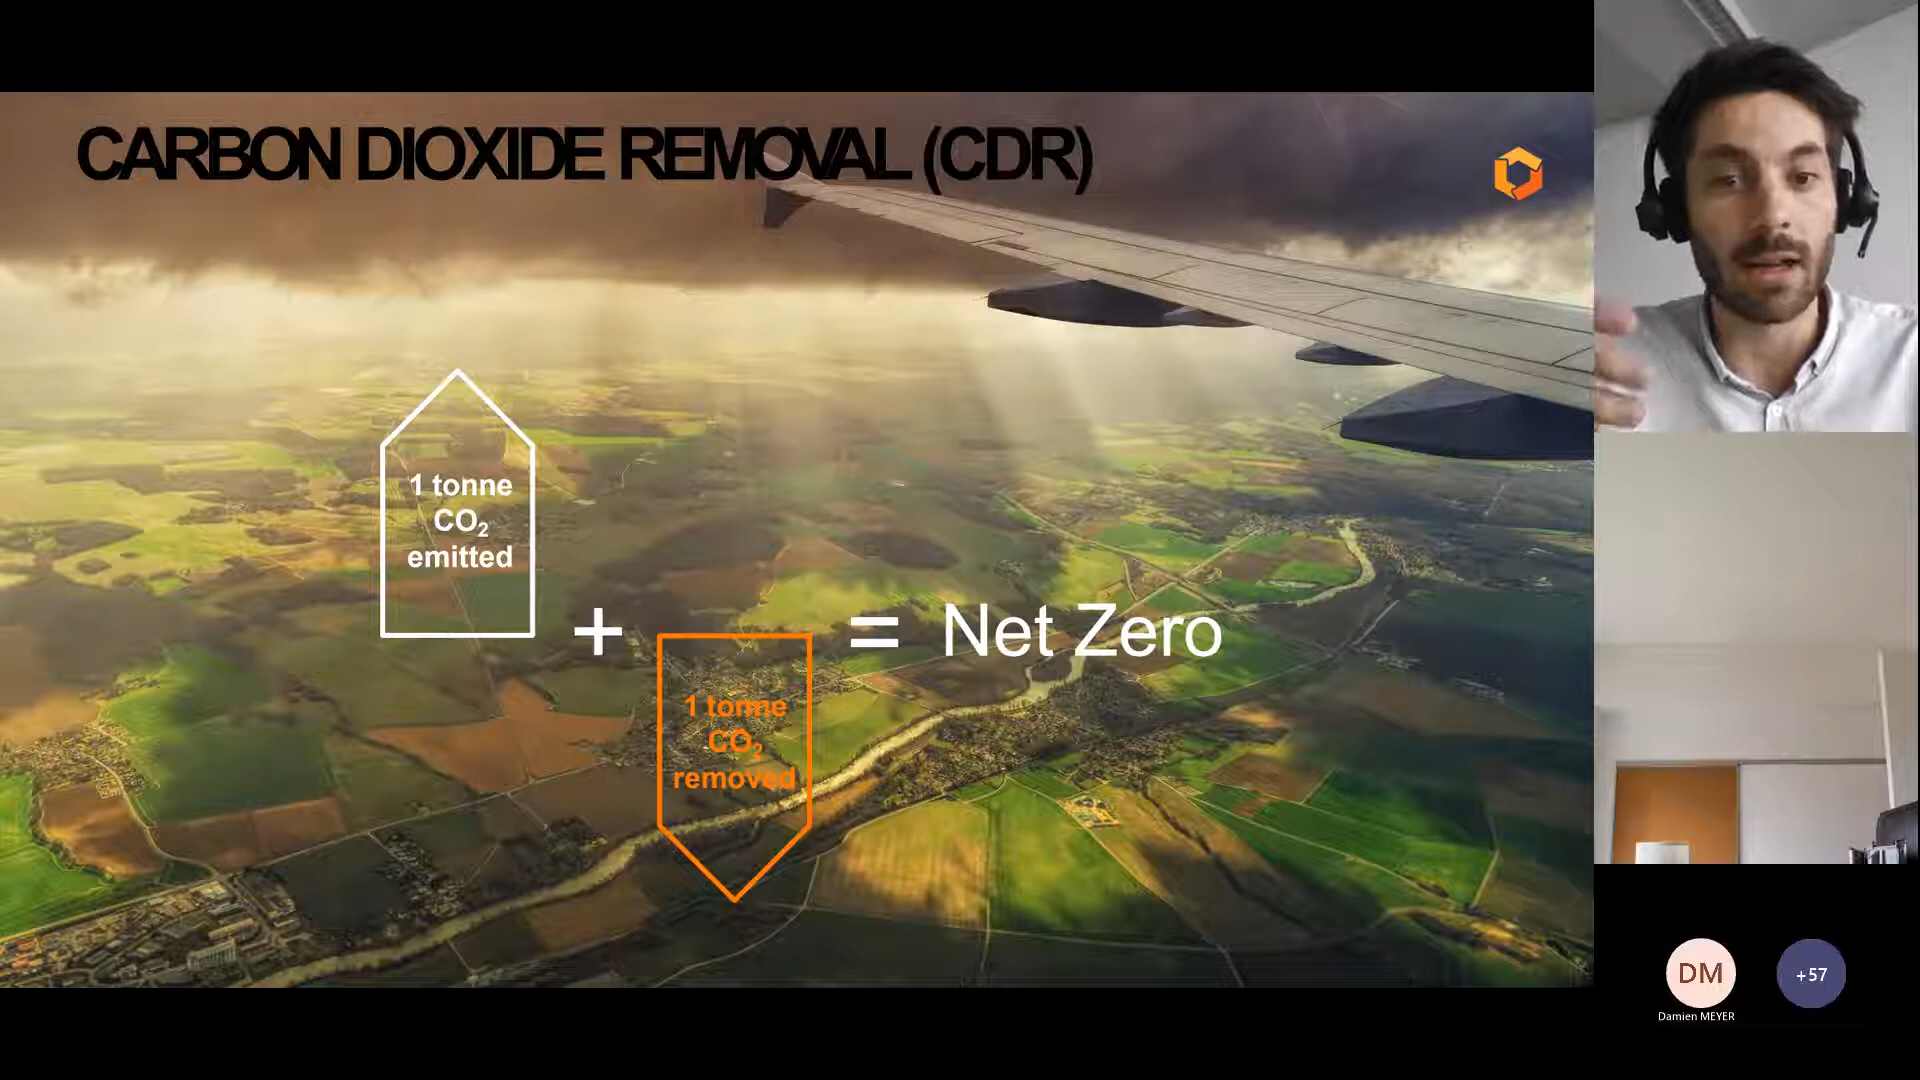 CARBON DIOXIDE REMOVAL (CDR)
1 tonne
CO₂
emitted
+
1 tonne
CO₂
removed
= Net Zero
DM
+57
Damien MEYER